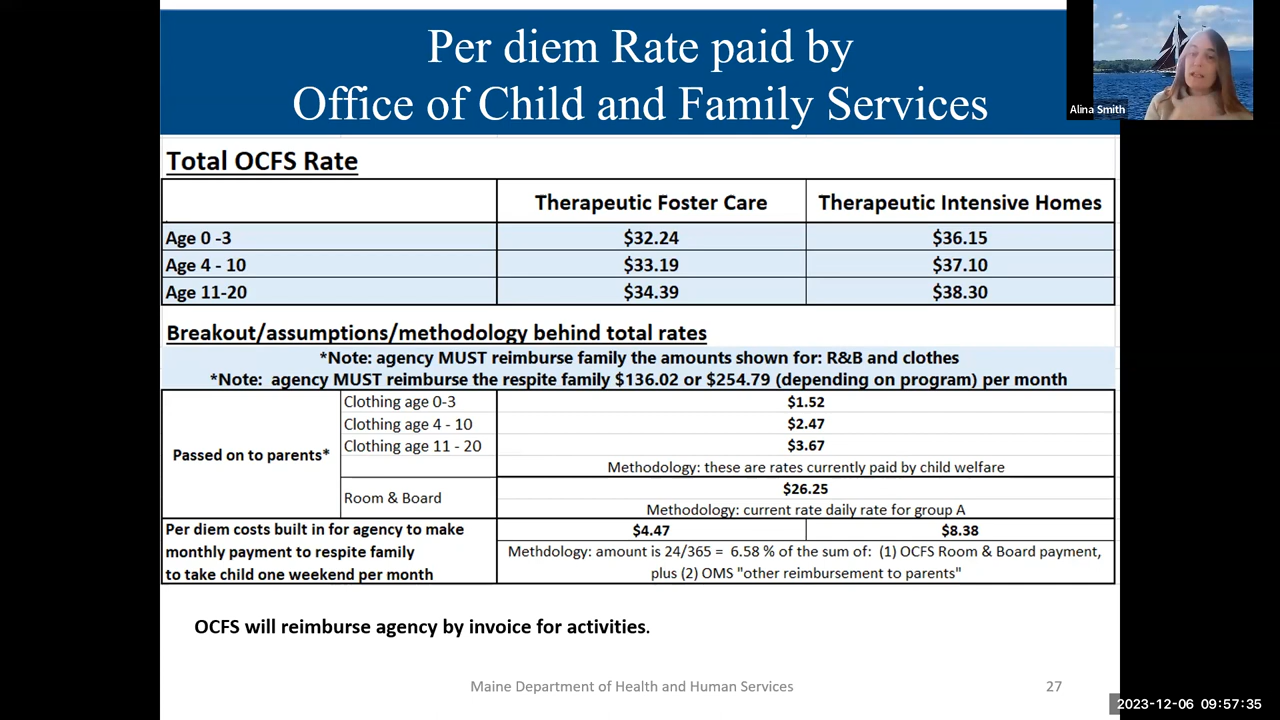 Per diem Rate paid by
Office of Child and Family Services
Alina Smith
Total OCFS Rate
Therapeutic Foster Care Therapeutic Intensive Homes
Age 0 -3 $32.24 $36.15
Age 4 - 10 $33.19 $37.10
Age 11-20 $34.39 $38.30
Breakout/assumptions/methodology behind total rates
*Note: agency MUST reimburse family the amounts shown for: R&B and clothes
*Note: agency MUST reimburse the respite family $136.02 or $254.79 (depending on program) per month
Passed on to parents*
Clothing age 0-3 $1.52
Clothing age 4 - 10 $2.47
Clothing age 11 - 20 $3.67
Methodology: these are rates currently paid by child welfare
Room & Board
$26.25
Methodology: current rate daily rate for group A
Per diem costs built in for agency to make
monthly payment to respite family
to take child one weekend per month
$4.47 $8.38
Methdology: amount is 24/365 = 6.58 % of the sum of: (1) OCFS Room & Board payment,
plus (2) OMS "other reimbursement to parents"
OCFS will reimburse agency by invoice for activities.
Maine Department of Health and Human Services
27
2023-12-06 09:57:35